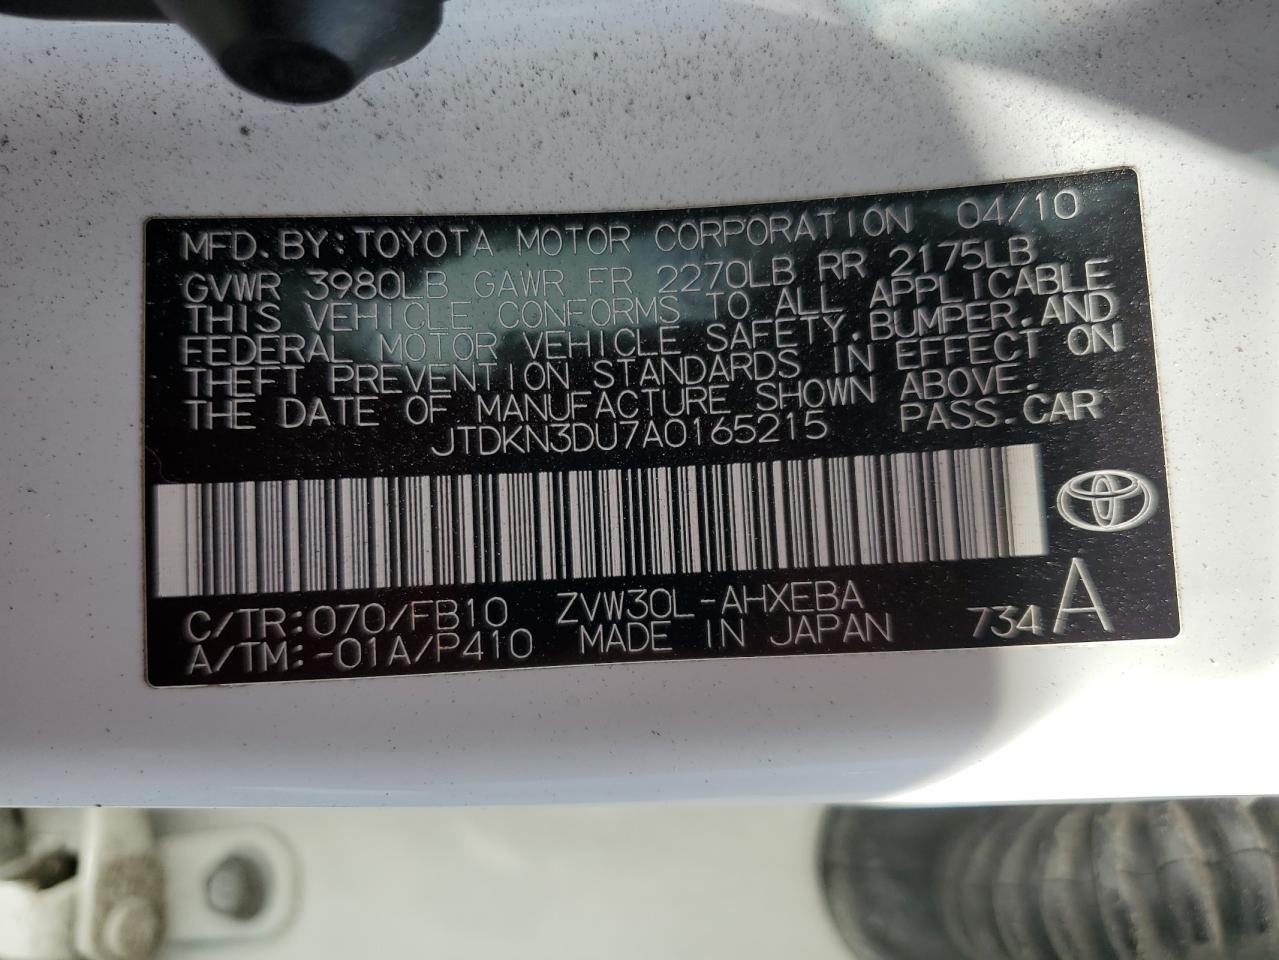 MFD. BY: TOYOTA MOTOR CORPORATION 04/10
GVWR 3980LB GAWR FR 2270LB RR 2175LB
THIS VEHICLE CONFORMS TO ALL APPLICABLE
FEDERAL MOTOR VEHICLE SAFETY, BUMPER, AND
THEFT PREVENTION STANDARDS IN EFFECT ON
THE DATE OF MANUFACTURE SHOWN ABOVE.
JTDKN3DU7A0165215 PASS. CAR
C/TR: 070/FB10 ZVW30L-AHXEBA
A/TM: -01A/P410 MADE IN JAPAN 734 A